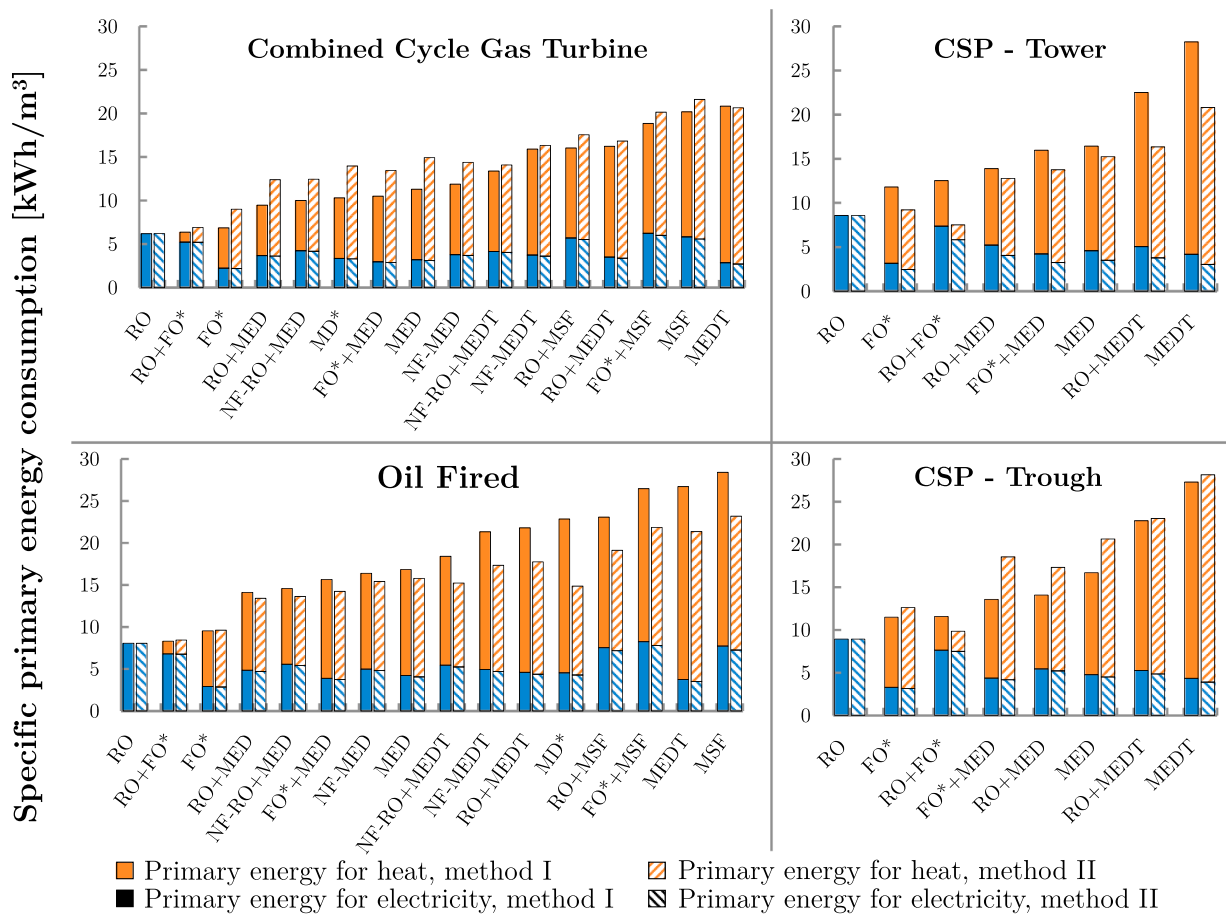 Specific primary energy consumption [kWh/m³]
Combined Cycle Gas Turbine
30
25
20
15
10
5
0
RO
RO+FO*
FO*
RO+MED
NF-RO+MED
MD*
FO*+MED
MED
NF-MED
NF-RO+MEDT
NF-MEDT
RO+MSF
RO+MEDT
FO*+MSF
MSF
MEDT
CSP - Tower
30
25
20
15
10
5
0
RO
FO*
RO+FO*
RO+MED
FO*+MED
MED
RO+MEDT
MEDT
Oil Fired
30
25
20
15
10
5
0
RO
RO+FO*
FO*
RO+MED
NF-RO+MED
FO*+MED
NF-MED
MED
NF-RO+MEDT
NF-MEDT
RO+MEDT
MD*
RO+MSF
FO*+MSF
MEDT
MSF
CSP - Trough
30
25
20
15
10
5
0
RO
FO*
RO+FO*
FO*+MED
RO+MED
MED
RO+MEDT
MEDT
Primary energy for heat, method I
Primary energy for heat, method II
Primary energy for electricity, method I
Primary energy for electricity, method II